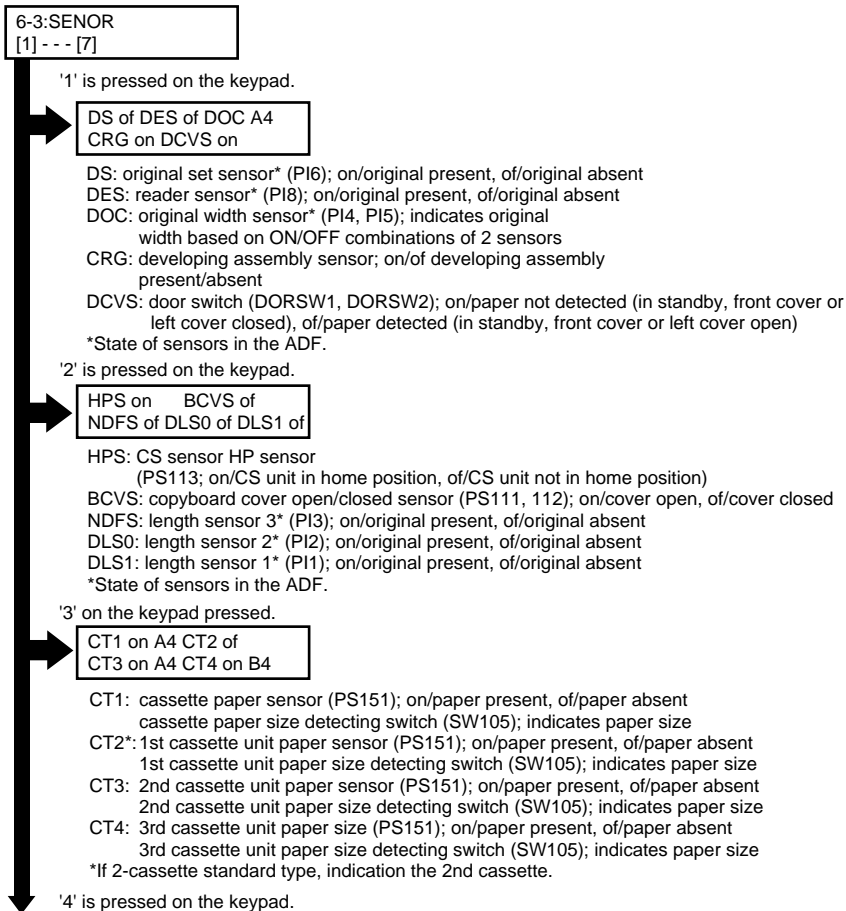 6-3:SENOR
[1] - - - [7]
'1' is pressed on the keypad.
DS of DES of DOC A4
CRG on DCVS on
DS: original set sensor* (PI6); on/original present, of/original absent
DES: reader sensor* (PI8); on/original present, of/original absent
DOC: original width sensor* (PI4, PI5); indicates original
width based on ON/OFF combinations of 2 sensors
CRG: developing assembly sensor; on/of developing assembly
present/absent
DCVS: door switch (DORSW1, DORSW2); on/paper not detected (in standby, front cover or
left cover closed), of/paper detected (in standby, front cover or left cover open)
*State of sensors in the ADF.
'2' is pressed on the keypad.
HPS on BCVS of
NDFS of DLS0 of DLS1 of
HPS: CS sensor HP sensor
(PS113; on/CS unit in home position, of/CS unit not in home position)
BCVS: copyboard cover open/closed sensor (PS111, 112); on/cover open, of/cover closed
NDFS: length sensor 3* (PI3); on/original present, of/original absent
DLS0: length sensor 2* (PI2); on/original present, of/original absent
DLS1: length sensor 1* (PI1); on/original present, of/original absent
*State of sensors in the ADF.
'3' on the keypad pressed.
CT1 on A4 CT2 of
CT3 on A4 CT4 on B4
CT1: cassette paper sensor (PS151); on/paper present, of/paper absent
cassette paper size detecting switch (SW105); indicates paper size
CT2*: 1st cassette unit paper sensor (PS151); on/paper present, of/paper absent
1st cassette unit paper size detecting switch (SW105); indicates paper size
CT3: 2nd cassette unit paper sensor (PS151); on/paper present, of/paper absent
2nd cassette unit paper size detecting switch (SW105); indicates paper size
CT4: 3rd cassette unit paper size (PS151); on/paper present, of/paper absent
3rd cassette unit paper size detecting switch (SW105); indicates paper size
*If 2-cassette standard type, indication the 2nd cassette.
'4' is pressed on the keypad.